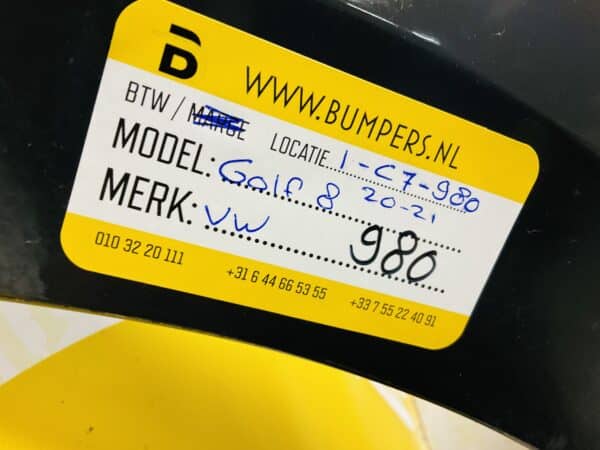 WWW.BUMPERS.NL
BTW / MARGE LOCATIE 1-C7-980
MODEL: Golf 8 20-21
MERK: VW 980
010 32 20 111 +31 6 44 66 53 55 +33 7 55 22 40 91